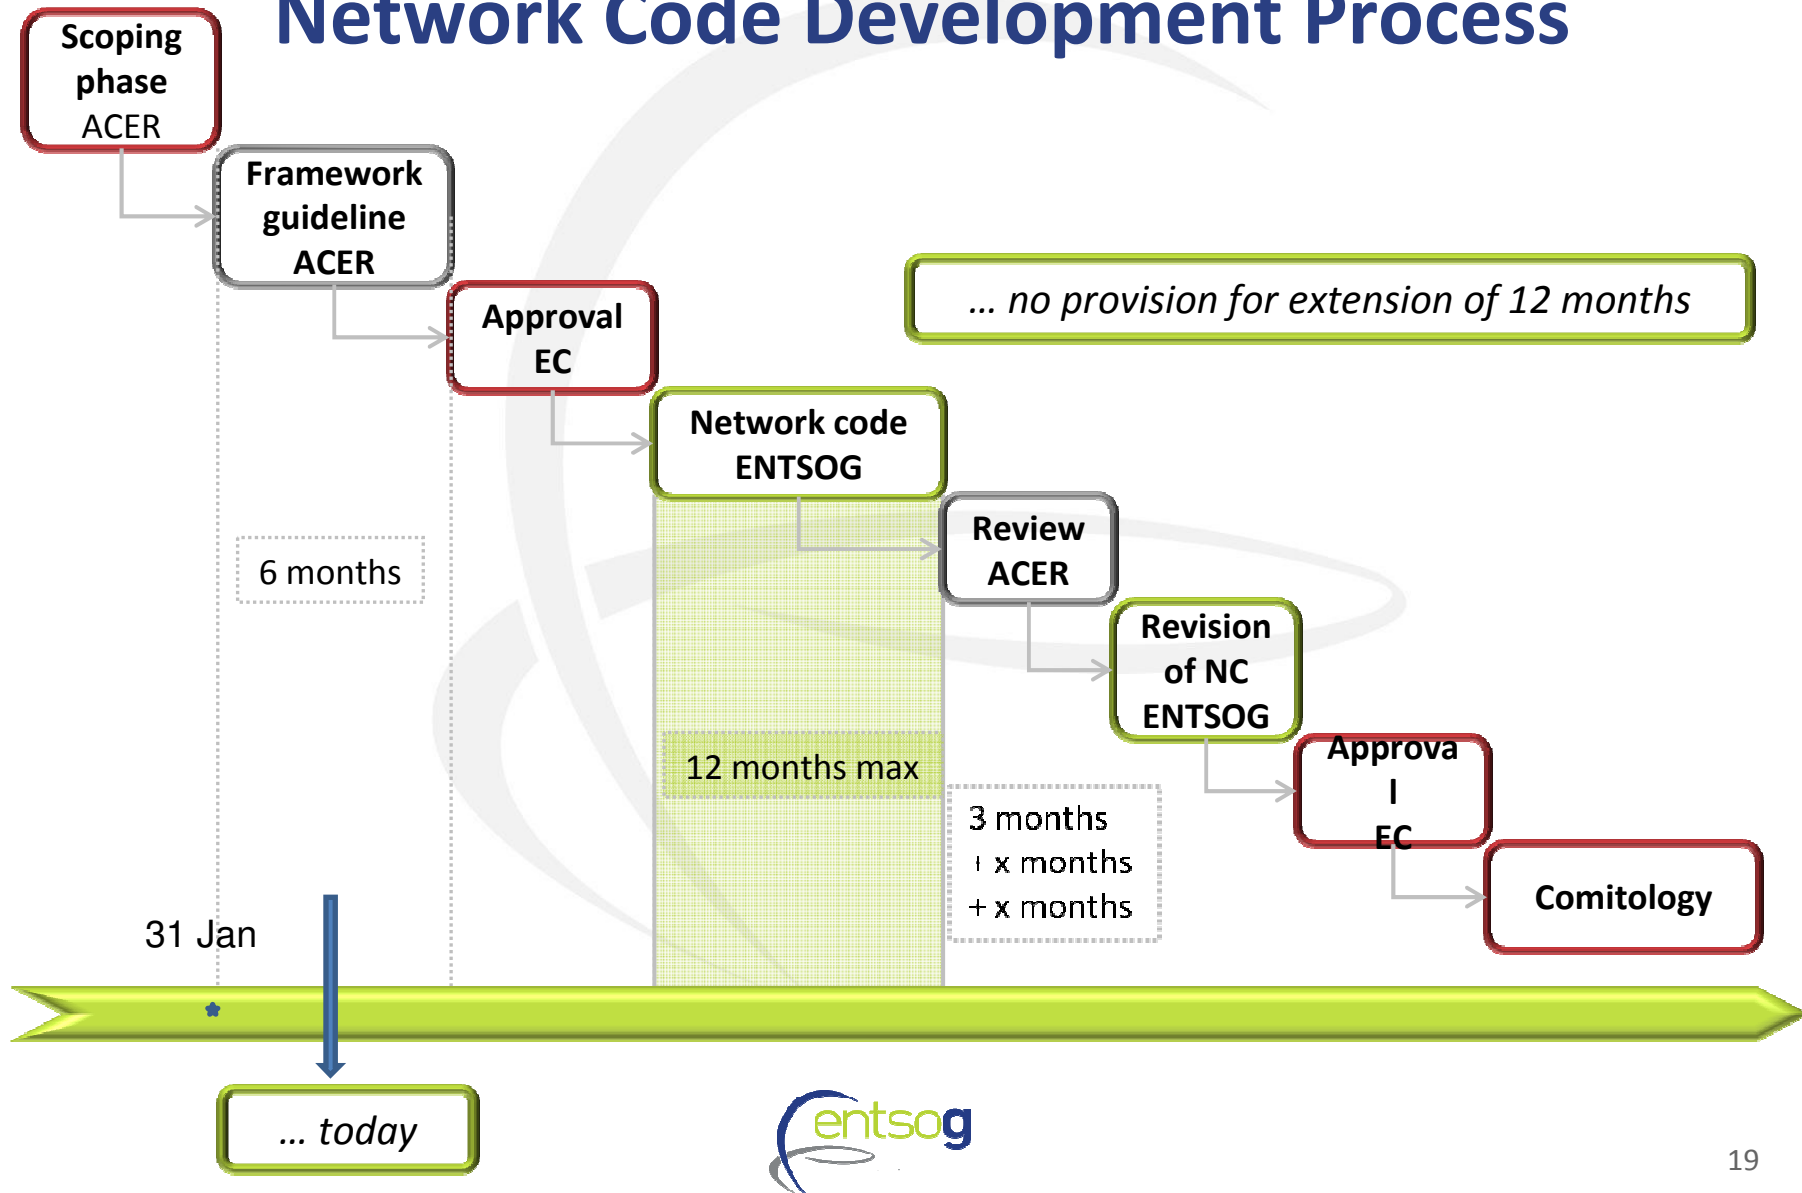 Network Code Development Process
Scoping
phase
ACER
Framework
guideline
ACER
Approval
EC
... no provision for extension of 12 months
Network code
ENTSOG
Review
ACER
6 months
Revision
of NC
ENTSOG
12 months max
Approva
l
EC
3 months
+ x months
+ x months
Comitology
31 Jan
... today
entsog
19